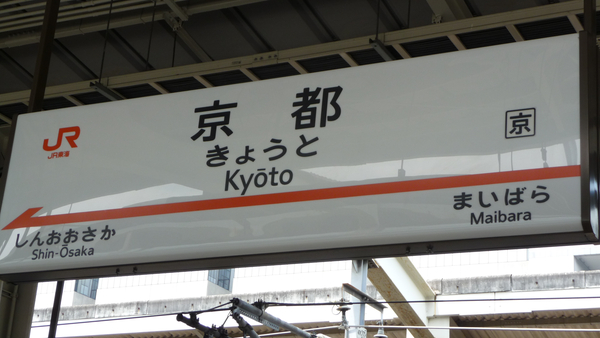 JR
JR東海
京都
京
きょうと
Kyōto
まいばら
Maibara
しんおおさか
Shin-Ōsaka